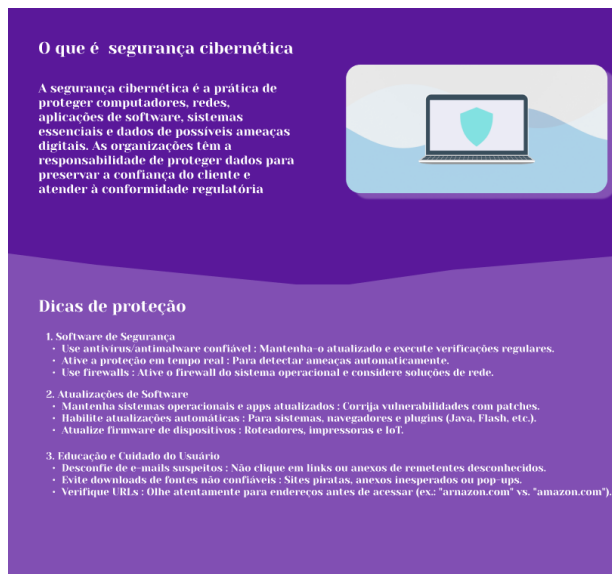 O que é segurança cibernética
A segurança cibernética é a prática de
proteger computadores, redes,
aplicações de software, sistemas
essenciais e dados de possíveis ameaças
digitais. As organizações têm a
responsabilidade de proteger dados para
preservar a confiança do cliente e
atender à conformidade regulatória
Dicas de proteção
1. Software de Segurança
• Use antivírus/antimalware confiável : Mantenha-o atualizado e execute verificações regulares.
• Ative a proteção em tempo real : Para detectar ameaças automaticamente.
• Use firewalls : Ative o firewall do sistema operacional e considere soluções de rede.
2. Atualizações de Software
• Mantenha sistemas operacionais e apps atualizados : Corrija vulnerabilidades com patches.
• Habilite atualizações automáticas : Para sistemas, navegadores e plugins (Java, Flash, etc.).
• Atualize firmware de dispositivos : Roteadores, impressoras e IoT.
3. Educação e Cuidado do Usuário
• Desconfie de e-mails suspeitos : Não clique em links ou anexos de remetentes desconhecidos.
• Evite downloads de fontes não confiáveis : Sites piratas, anexos inesperados ou pop-ups.
• Verifique URLs : Olhe atentamente para endereços antes de acessar (ex.: "arnazon.com" vs. "amazon.com").